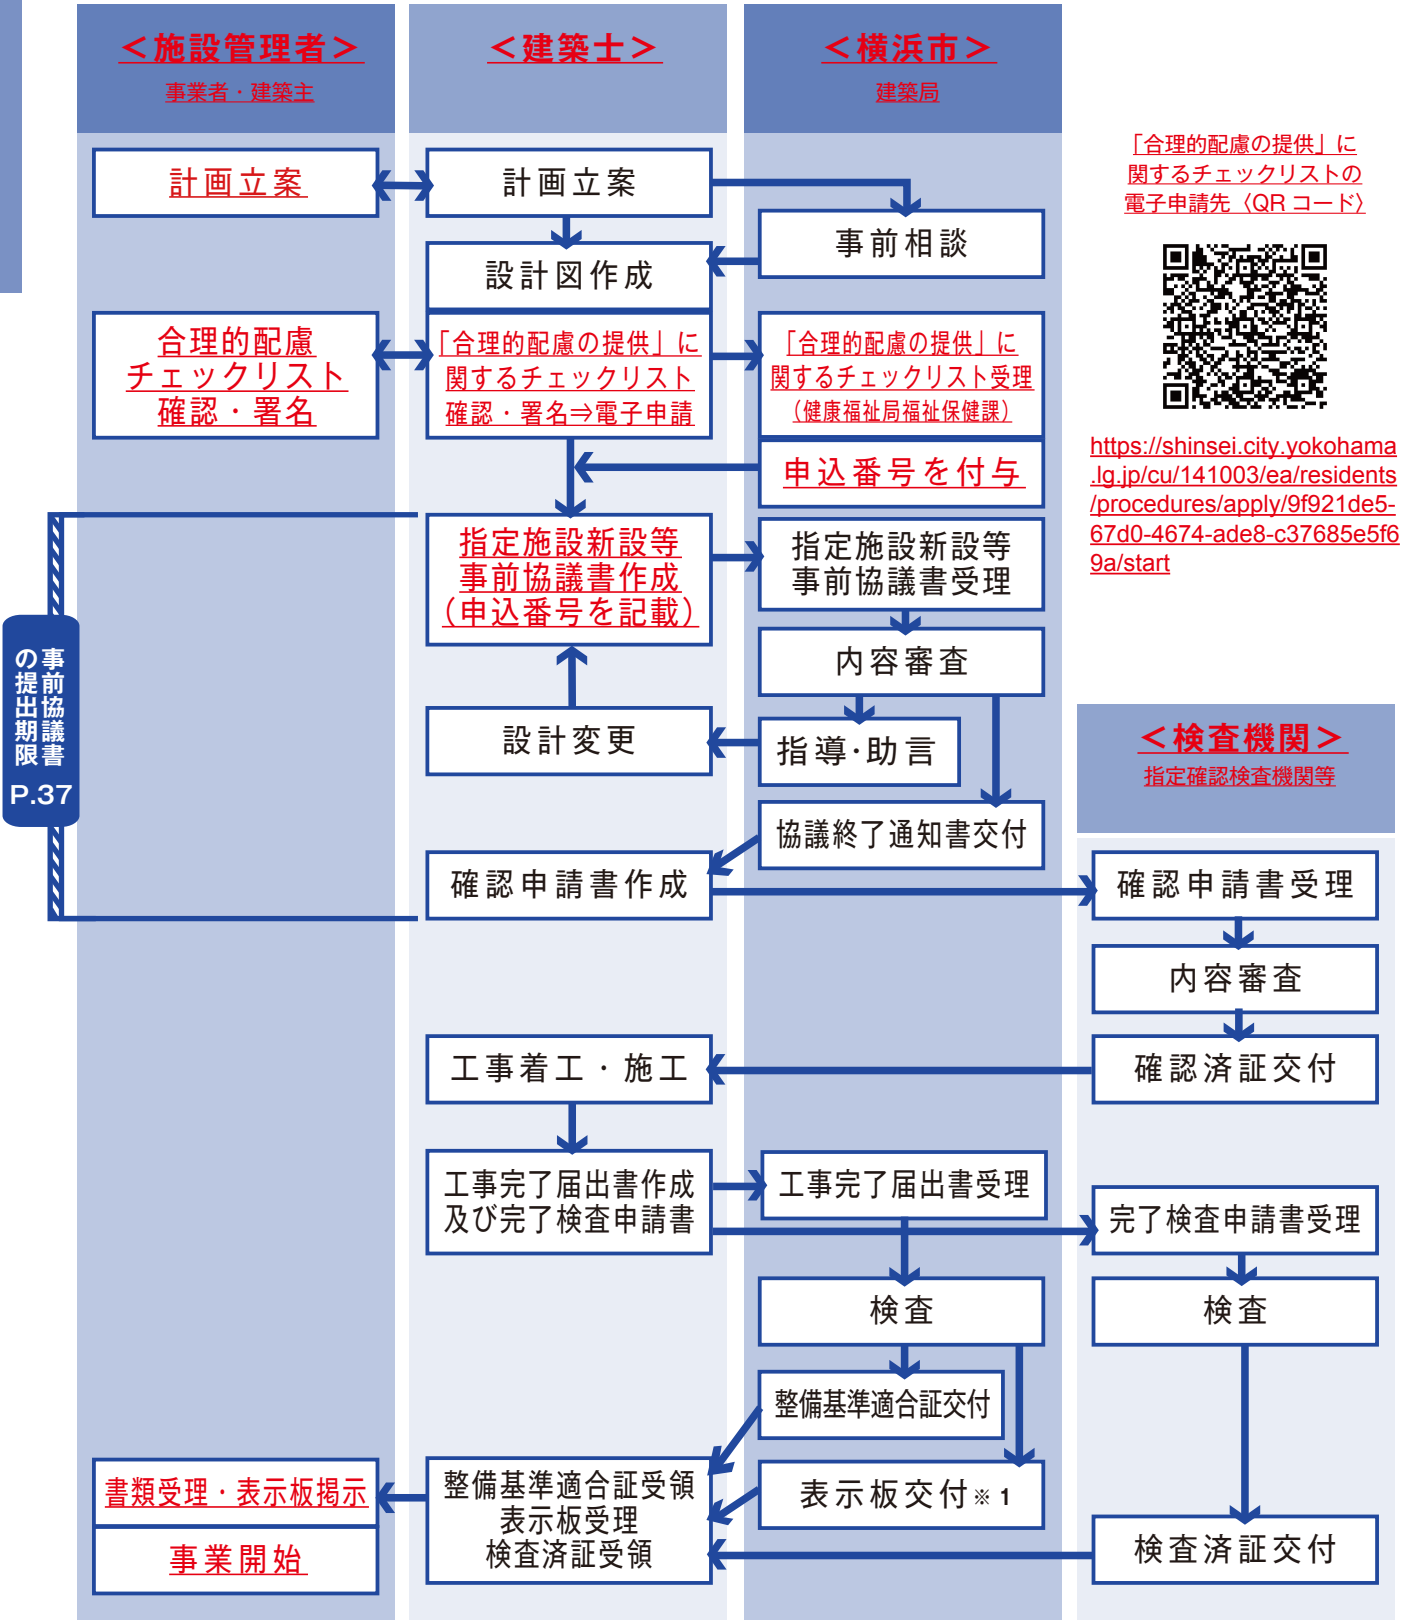 ＜施設管理者＞
事業者・建築主
＜建築士＞
＜横浜市＞
建築局
計画立案
計画立案
事前相談
設計図作成
合理的配慮
チェックリスト
確認・署名
「合理的配慮の提供」に
関するチェックリスト
確認・署名⇒電子申請
「合理的配慮の提供」に
関するチェックリスト受理
（健康福祉局福祉保健課）
申込番号を付与
「合理的配慮の提供」に
関するチェックリストの
電子申請先〈QRコード〉
https://shinsei.city.yokohama
.lg.jp/cu/141003/ea/residents
/procedures/apply/9f921de5-
67d0-4674-ade8-c37685e5f6
9a/start
指定施設新設等
事前協議書作成
（申込番号を記載）
指定施設新設等
事前協議書受理
内容審査
事前協議書
の提出期限
P.37
設計変更
指導・助言
協議終了通知書交付
＜検査機関＞
指定確認検査機関等
確認申請書作成
確認申請書受理
内容審査
工事着工・施工
確認済証交付
工事完了届出書作成
及び完了検査申請書
工事完了届出書受理
完了検査申請書受理
検査
検査
整備基準適合証交付
書類受理・表示板掲示
事業開始
整備基準適合証受領
表示板受理
検査済証受領
表示板交付※1
検査済証交付